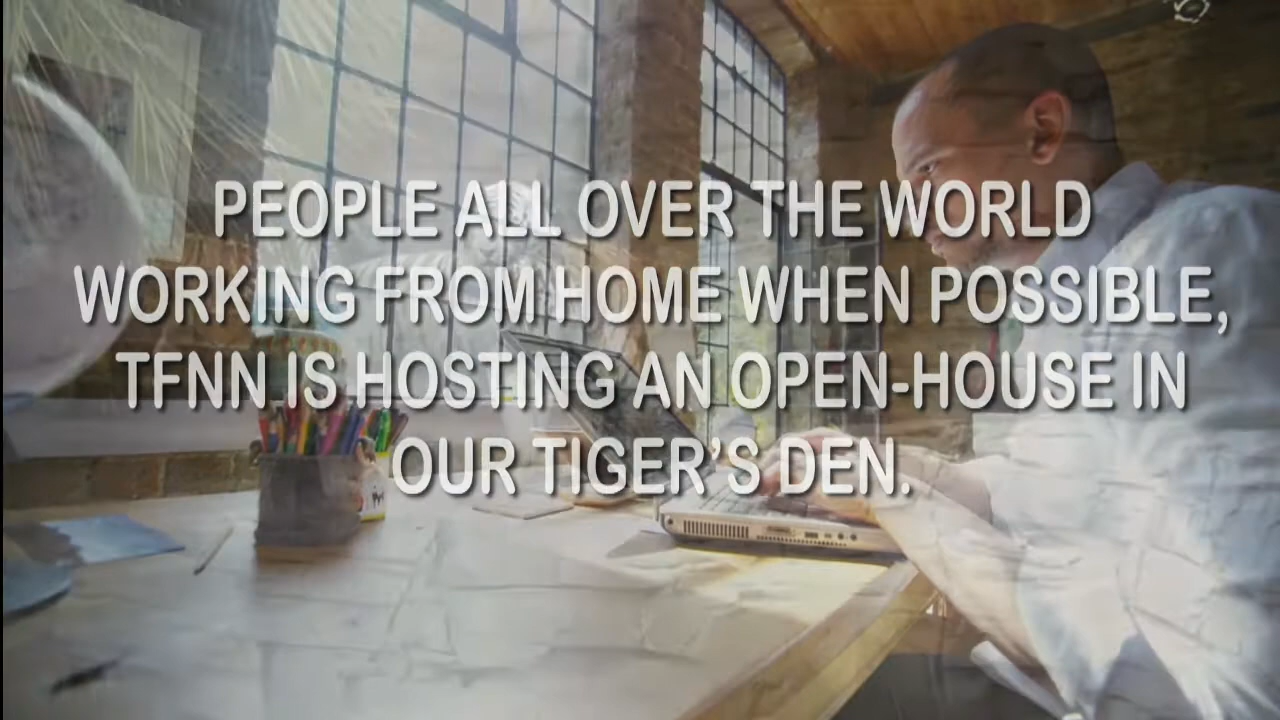 PEOPLE ALL OVER THE WORLD
WORKING FROM HOME WHEN POSSIBLE,
TFNN IS HOSTING AN OPEN-HOUSE IN
OUR TIGER'S DEN.